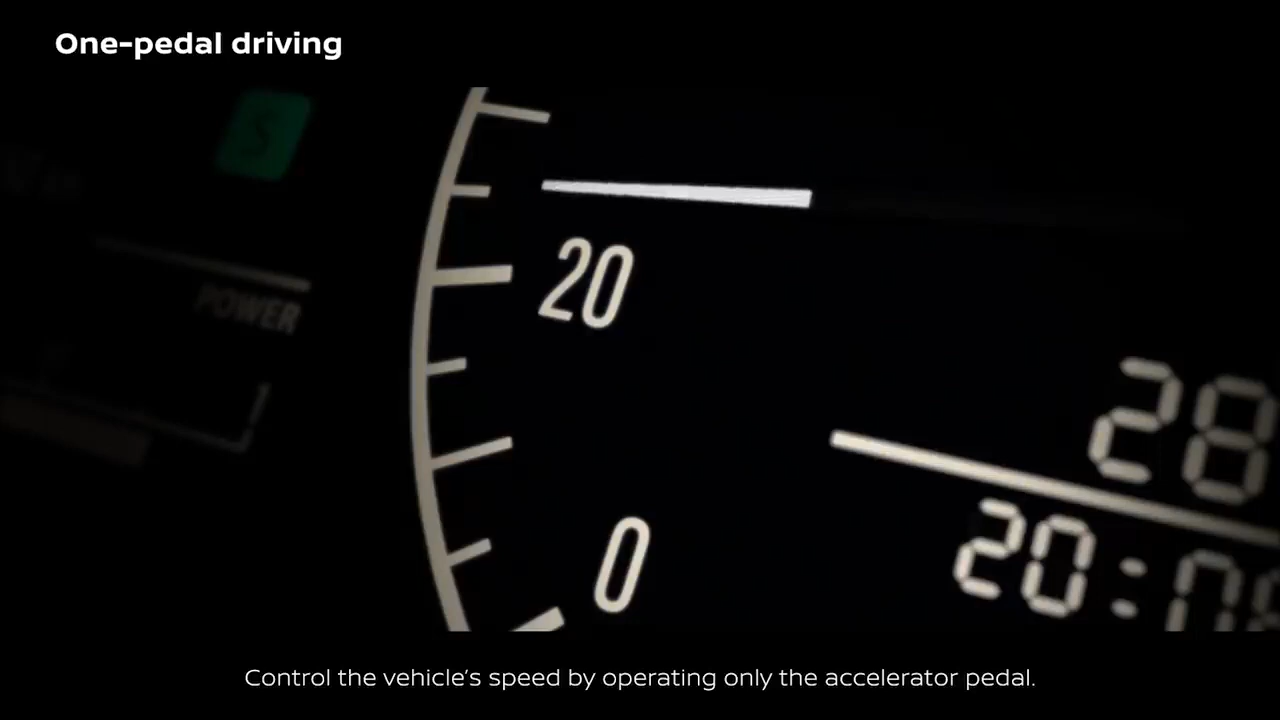 One-pedal driving
S
POWER
20
28
20:0
0
Control the vehicle's speed by operating only the accelerator pedal.